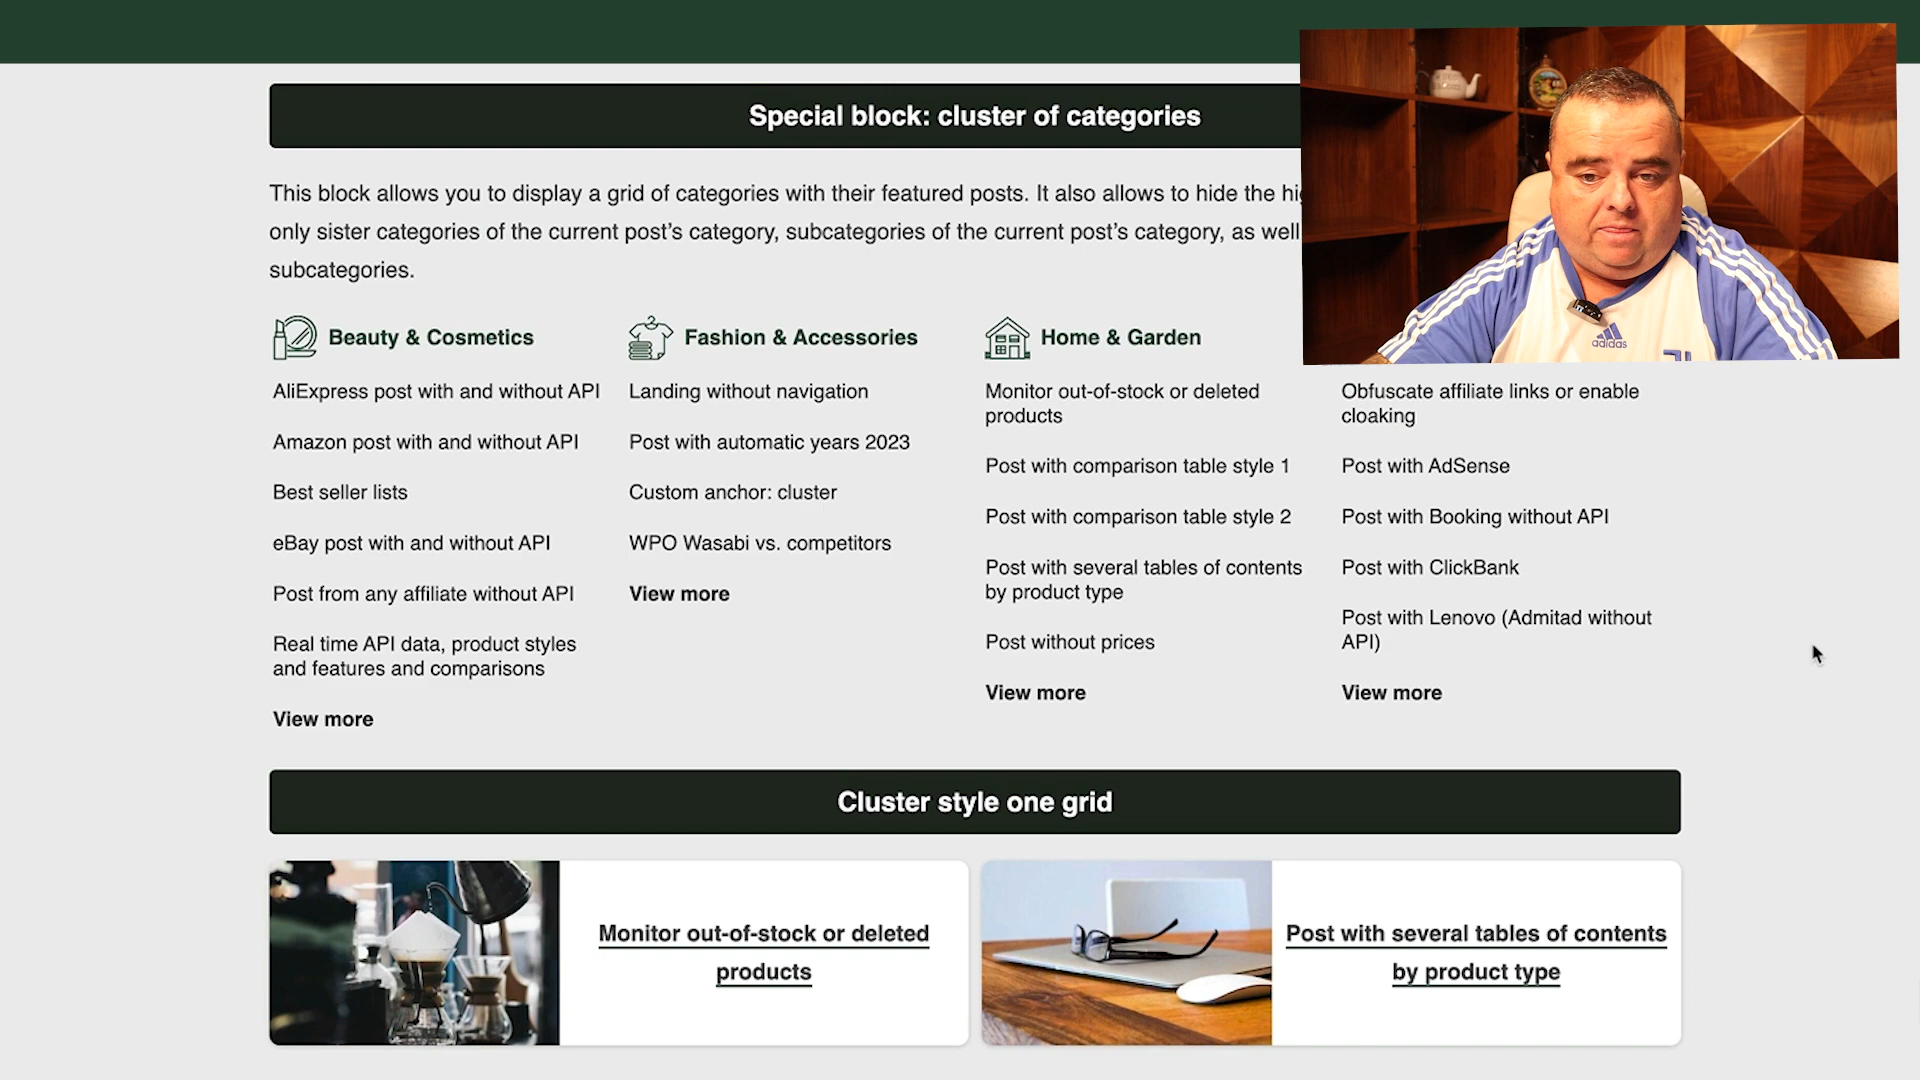 Special block: cluster of categories
This block allows you to display a grid of categories with their featured posts. It also allows to hide the
only sister categories of the current post's category, subcategories of the current post's category, as well
subcategories.
Beauty & Cosmetics
AliExpress post with and without API
Amazon post with and without API
Best seller lists
eBay post with and without API
Post from any affiliate without API
Real time API data, product styles
and features and comparisons
View more
Fashion & Accessories
Landing without navigation
Post with automatic years 2023
Custom anchor: cluster
WPO Wasabi vs. competitors
View more
Home & Garden
Monitor out-of-stock or deleted
products
Post with comparison table style 1
Post with comparison table style 2
Post with several tables of contents
by product type
Post without prices
View more
Obfuscate affiliate links or enable
cloaking
Post with AdSense
Post with Booking without API
Post with ClickBank
Post with Lenovo (Admitad without
API)
View more
adidas
Cluster style one grid
Monitor out-of-stock or deleted
products
Post with several tables of contents
by product type